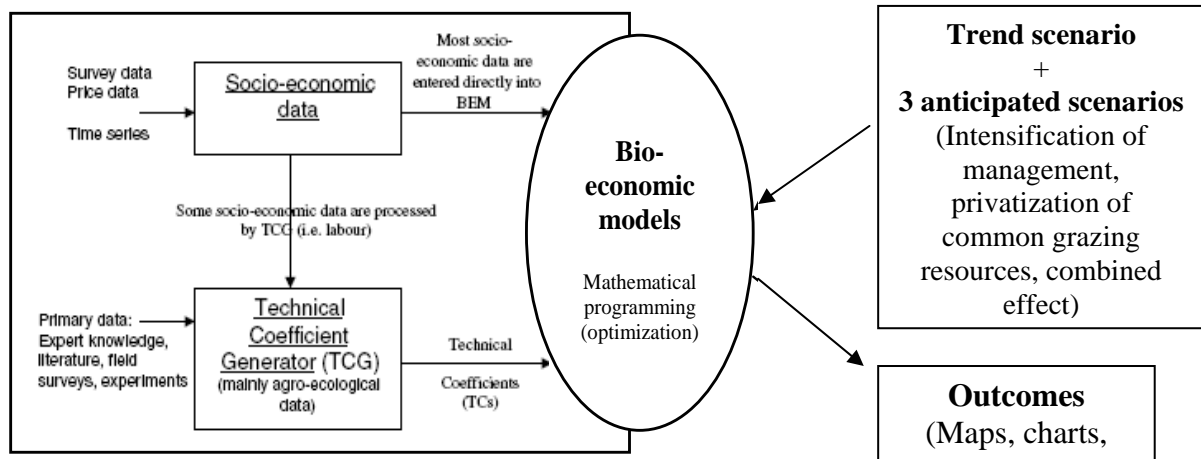 Survey data
Price data
Time series
Socio-economic
data
Most socio-
economic data are
entered directly into
BEM
Some socio-economic data are processed
by TCG (i.e. labour)
Primary data:
Expert knowledge,
literature, field
surveys, experiments
Technical
Coefficient
Generator (TCG)
(mainly agro-ecological
data)
Technical
Coefficients
(TCs)
Bio-
economic
models
Mathematical
programming
(optimization)
Trend scenario
+
3 anticipated scenarios
(Intensification of
management,
privatization of
common grazing
resources, combined
effect)
Outcomes
(Maps, charts,